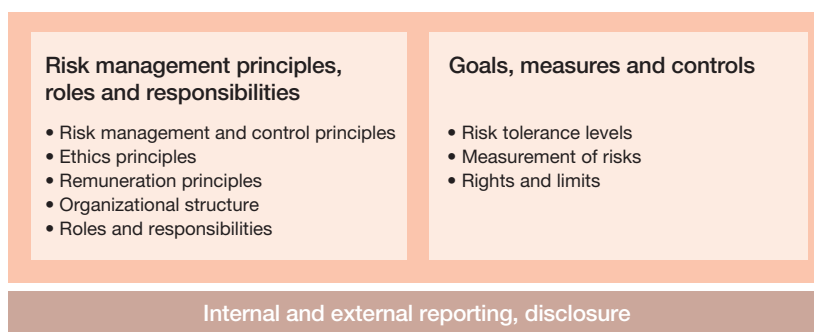 Risk management principles,
roles and responsibilities
• Risk management and control principles
• Ethics principles
• Remuneration principles
• Organizational structure
• Roles and responsibilities
Goals, measures and controls
• Risk tolerance levels
• Measurement of risks
• Rights and limits
Internal and external reporting, disclosure